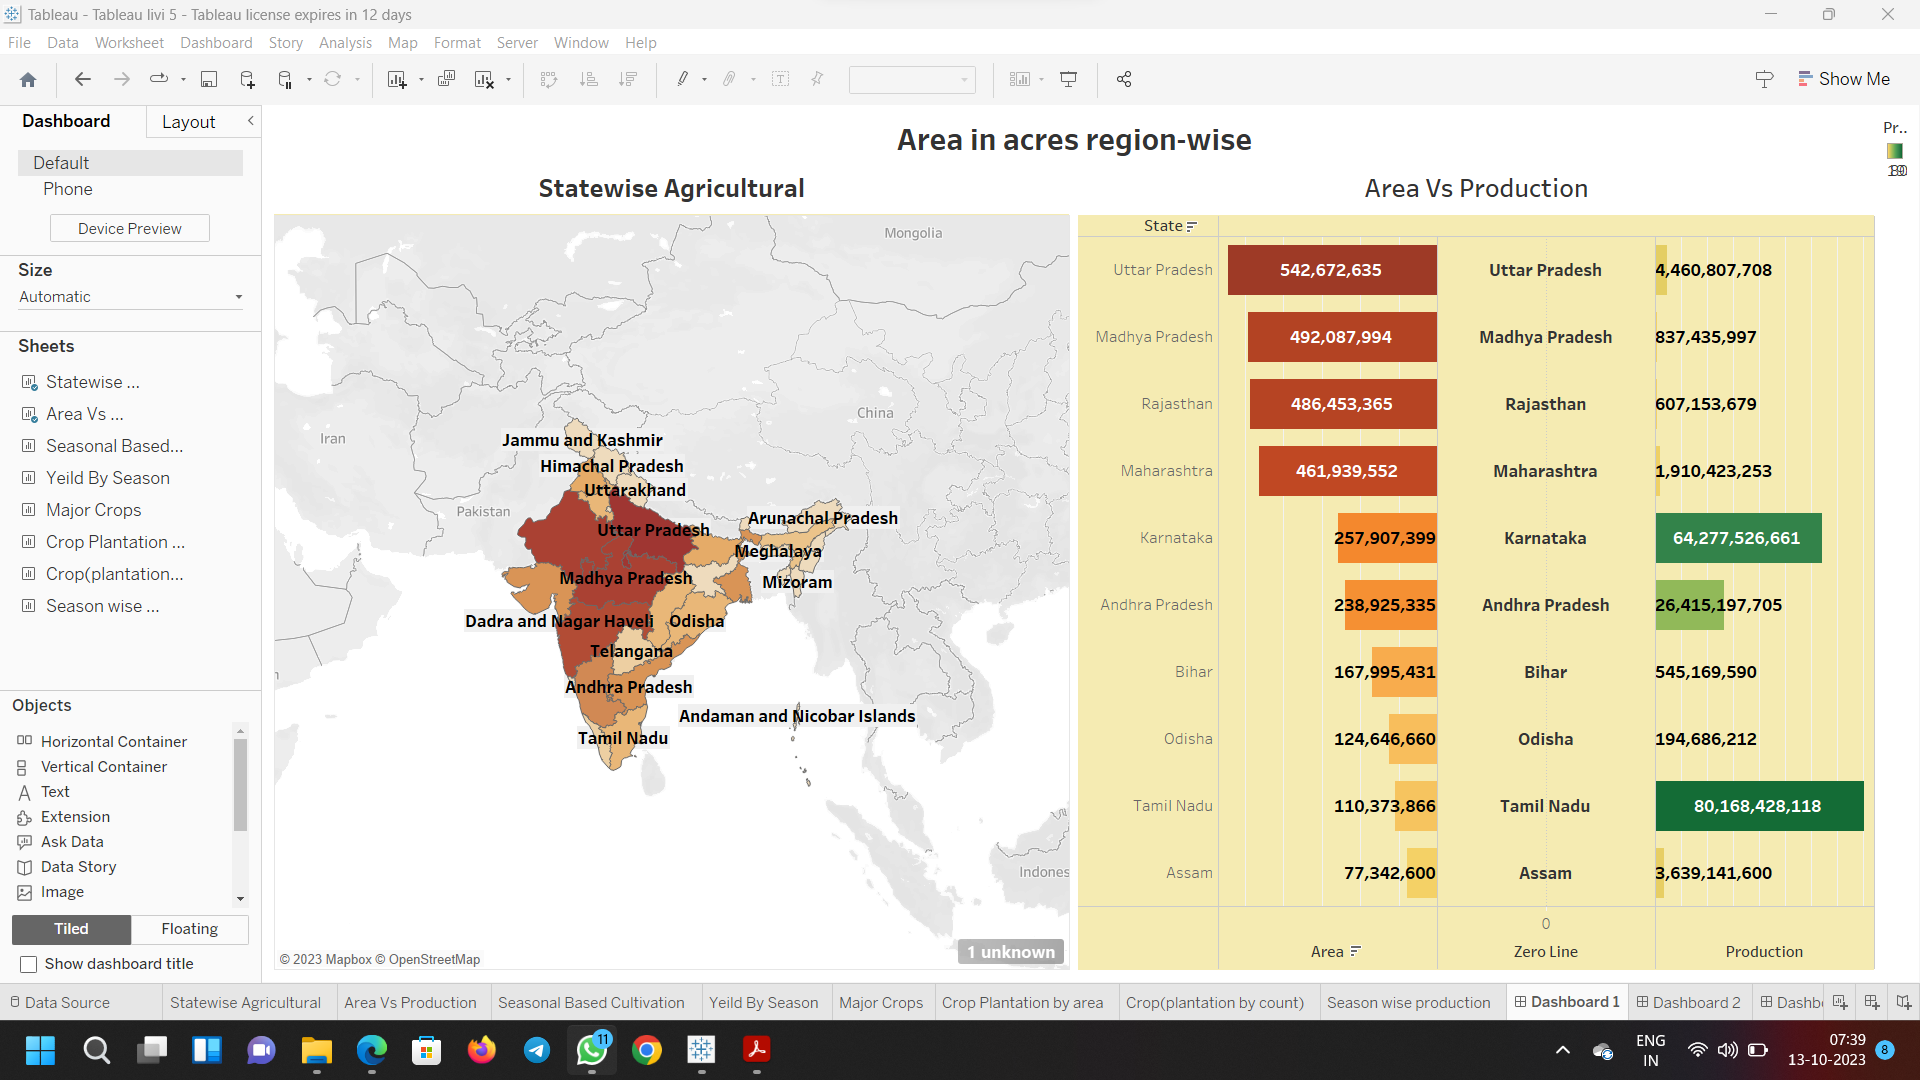 Tableau - Tableau livi 5 - Tableau license expires in 12 days
File Data Worksheet Dashboard Story Analysis Map Format Server Window Help
Show Me
Dashboard Layout
Default
Phone
Device Preview
Size
Automatic
Sheets
Statewise ...
Area Vs ...
Seasonal Based...
Yeild By Season
Major Crops
Crop Plantation ...
Crop(plantation...
Season wise ...
Objects
Horizontal Container
Vertical Container
Text
Extension
Ask Data
Data Story
Image
Tiled Floating
Show dashboard title
Area in acres region-wise
Pr..
Statewise Agricultural
Mongolia
China
Iran
Pakistan
Indones
Jammu and Kashmir
Himachal Pradesh
Uttarakhand
Uttar Pradesh
Arunachal Pradesh
Meghalaya
Madhya Pradesh
Mizoram
Dadra and Nagar Haveli
Odisha
Telangana
Andhra Pradesh
Andaman and Nicobar Islands
Tamil Nadu
© 2023 Mapbox © OpenStreetMap
1 unknown
Area Vs Production
State
Uttar Pradesh 542,672,635 Uttar Pradesh 4,460,807,708
Madhya Pradesh 492,087,994 Madhya Pradesh 837,435,997
Rajasthan 486,453,365 Rajasthan 607,153,679
Maharashtra 461,939,552 Maharashtra 1,910,423,253
Karnataka 257,907,399 Karnataka 64,277,526,661
Andhra Pradesh 238,925,335 Andhra Pradesh 26,415,197,705
Bihar 167,995,431 Bihar 545,169,590
Odisha 124,646,660 Odisha 194,686,212
Tamil Nadu 110,373,866 Tamil Nadu 80,168,428,118
Assam 77,342,600 Assam 3,639,141,600
0
Area Zero Line Production
Data Source Statewise Agricultural Area Vs Production Seasonal Based Cultivation Yeild By Season Major Crops Crop Plantation by area Crop(plantation by count) Season wise production Dashboard 1 Dashboard 2 Dashb
11
ENG
IN
07:39
13-10-2023
8